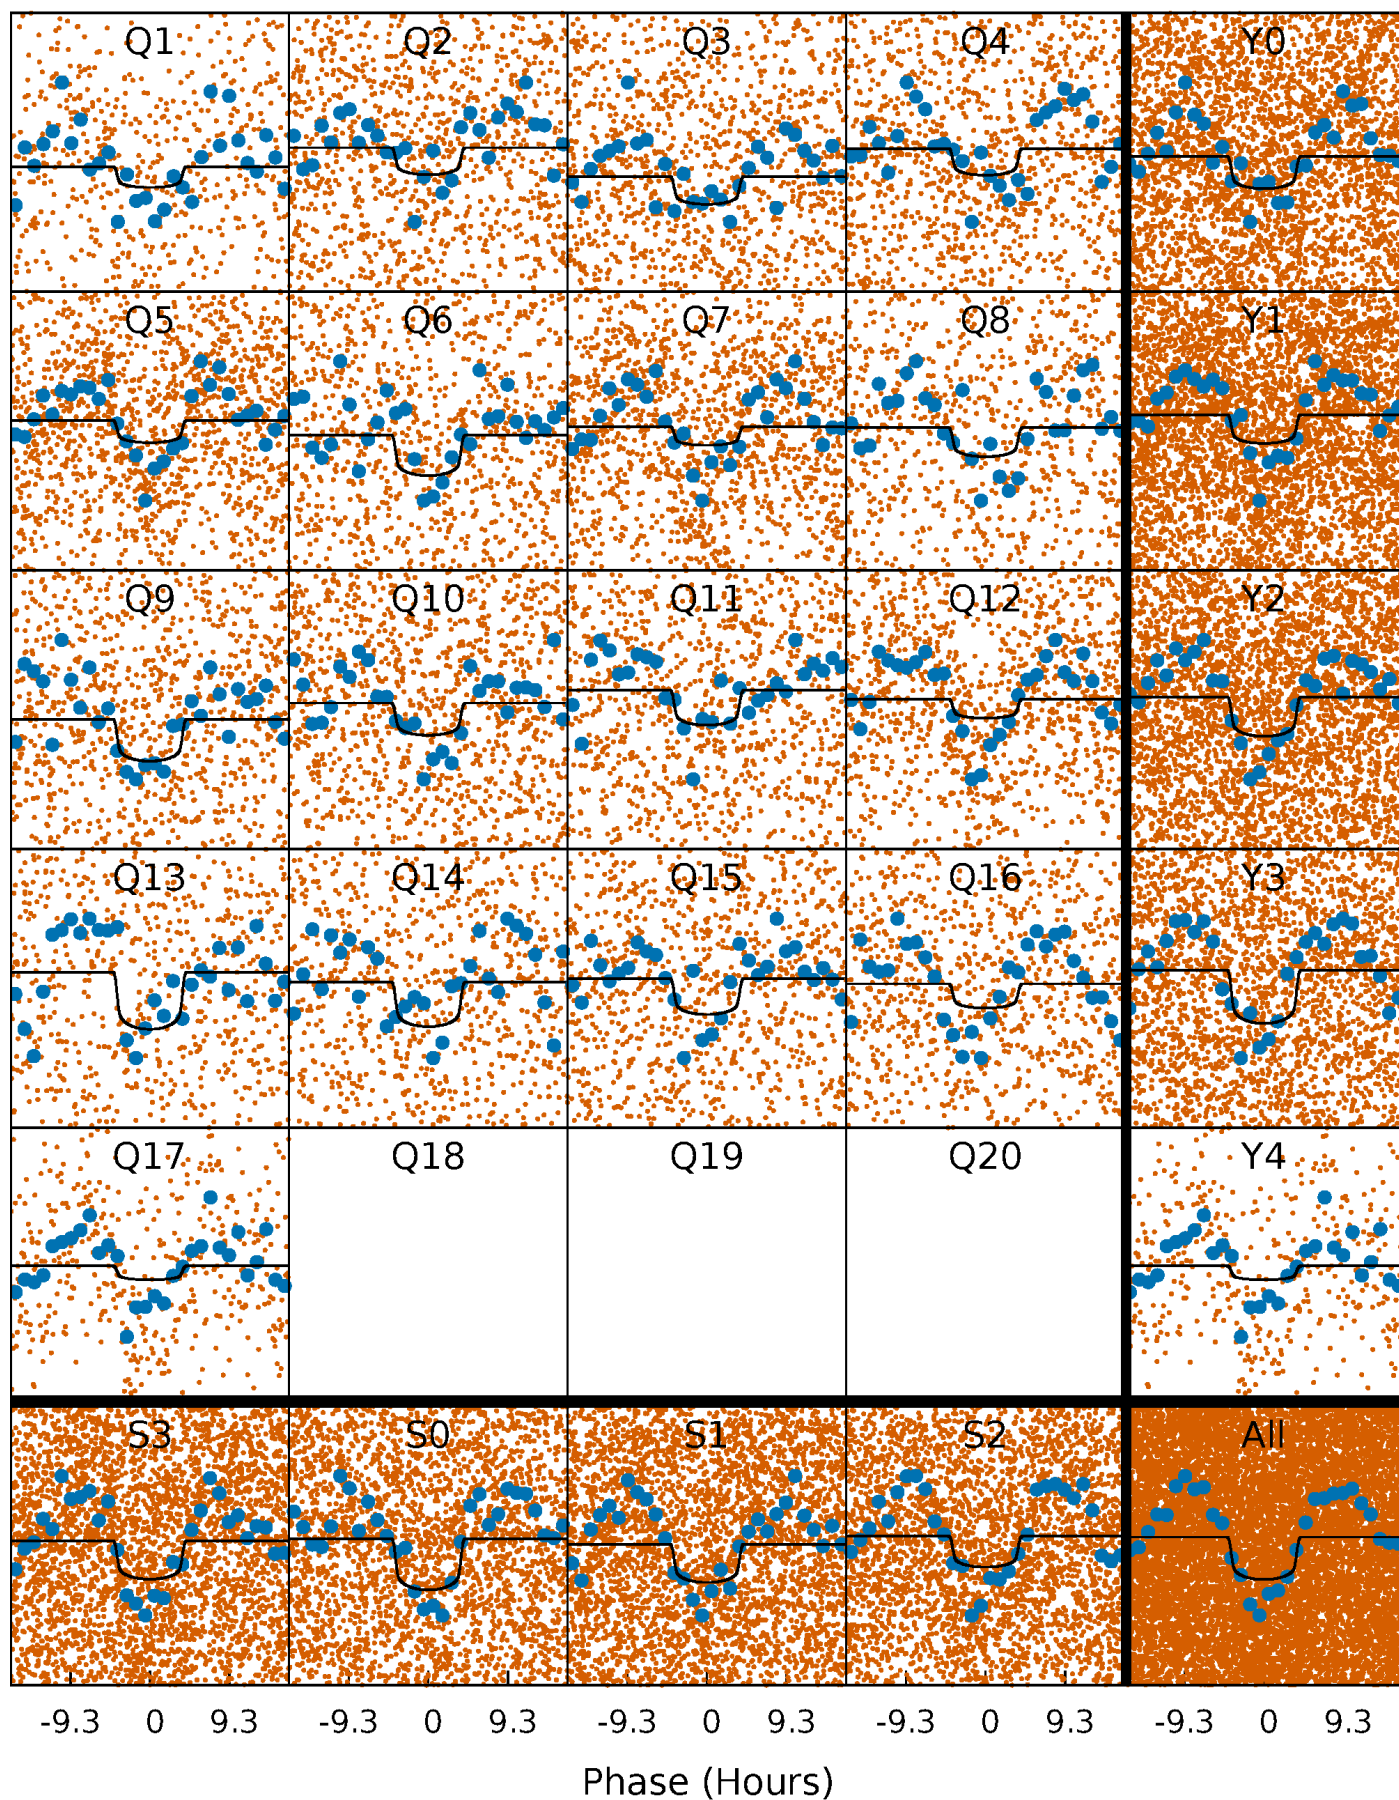 Q1 Q2 Q3 Q4 Y0
Q5 Q6 Q7 Q8 Y1
Q9 Q10 Q11 Q12 Y2
Q13 Q14 Q15 Q16 Y3
Q17 Q18 Q19 Q20 Y4
S3 S0 S1 S2 All
-9.3 0 9.3 -9.3 0 9.3 -9.3 0 9.3 -9.3 0 9.3 -9.3 0 9.3
Phase (Hours)